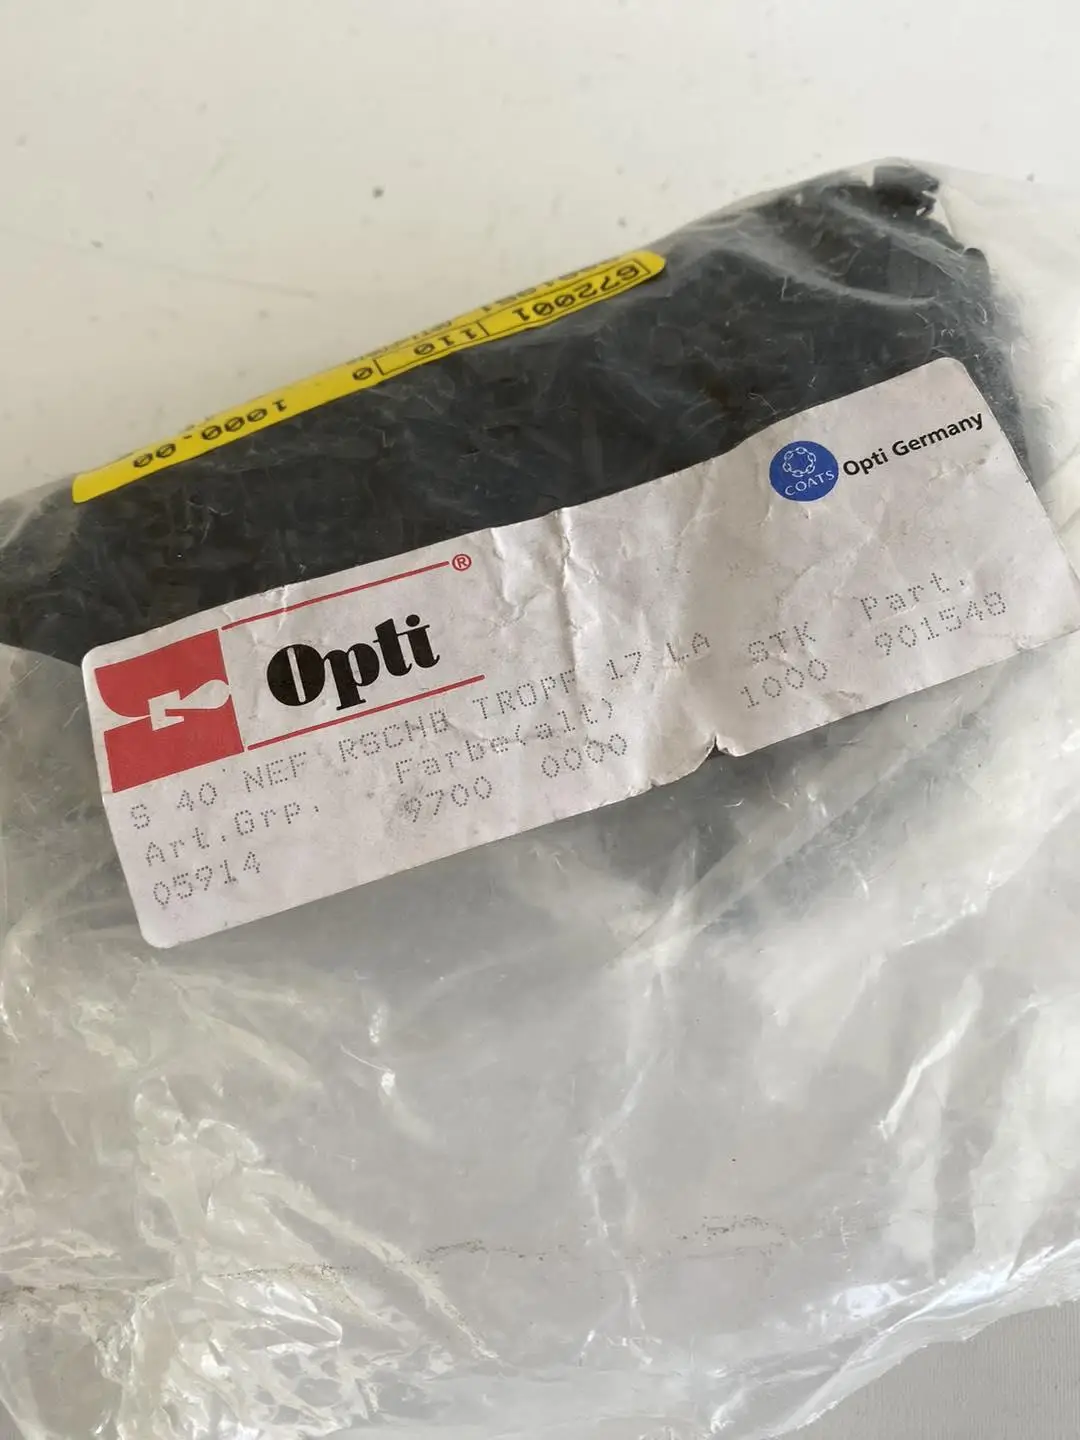 672001 110 0
1000.00
COATS Opti Germany
Opti ®
S 40 NEF RSCHB TROPF 17 LA STK Part.
Art.Grp. Farbe(alt) 1000 901548
05914 9700 0000